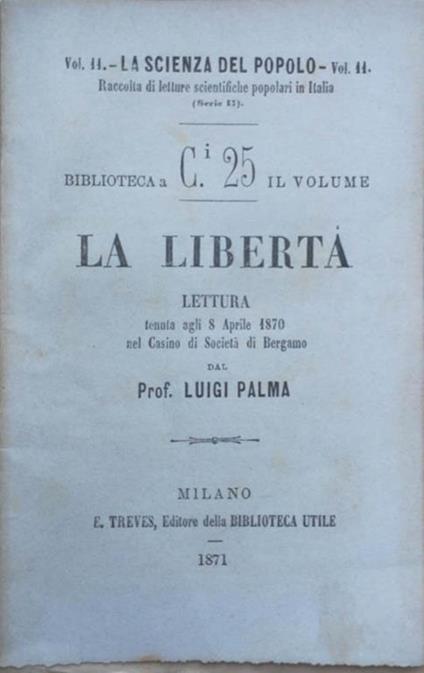 Vol. 11. - LA SCIENZA DEL POPOLO - Vol. 11.
Raccolta di letture scientifiche popolari in Italia
(Serie II).
BIBLIOTECA a C.i 25 IL VOLUME
LA LIBERTÀ
LETTURA
tenuta agli 8 Aprile 1870
nel Casino di Società di Bergamo
DAL
Prof. LUIGI PALMA
MILANO
E. TREVES, Editore della BIBLIOTECA UTILE
1871